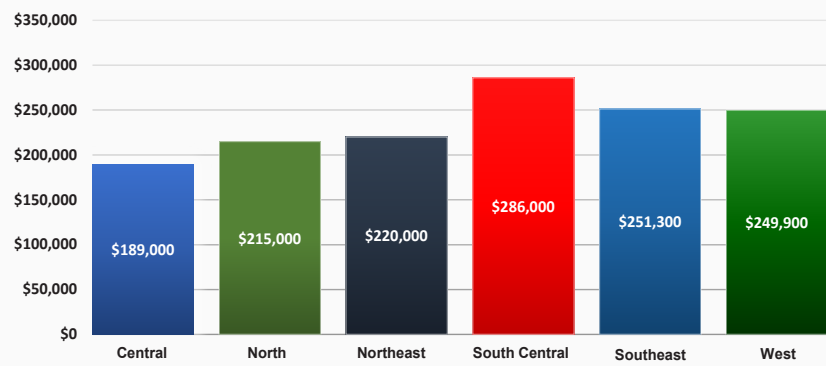 $350,000
$300,000
$250,000
$200,000
$150,000
$100,000
$50,000
$0
$189,000
$215,000
$220,000
$286,000
$251,300
$249,900
Central
North
Northeast
South Central
Southeast
West